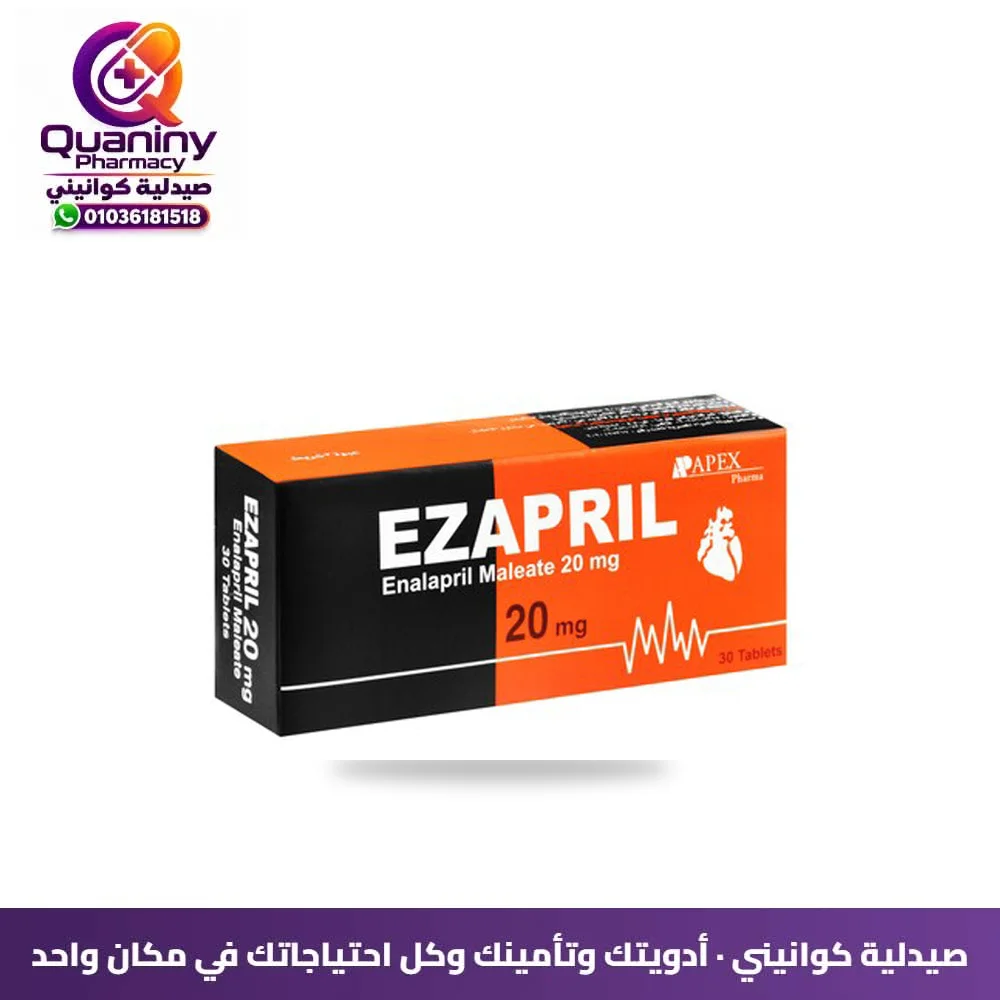 Quaniny
Pharmacy
صيدلية كوانيني
01036181518
APEX
Pharma
EZAPRIL
Enalapril Maleate 20 mg
20 mg
30 Tablets
EZAPRIL 20 mg
Enalapril Maleate
30 Tablets
صيدلية كوانيني . أدويتك وتأمينك وكل احتياجاتك في مكان واحد